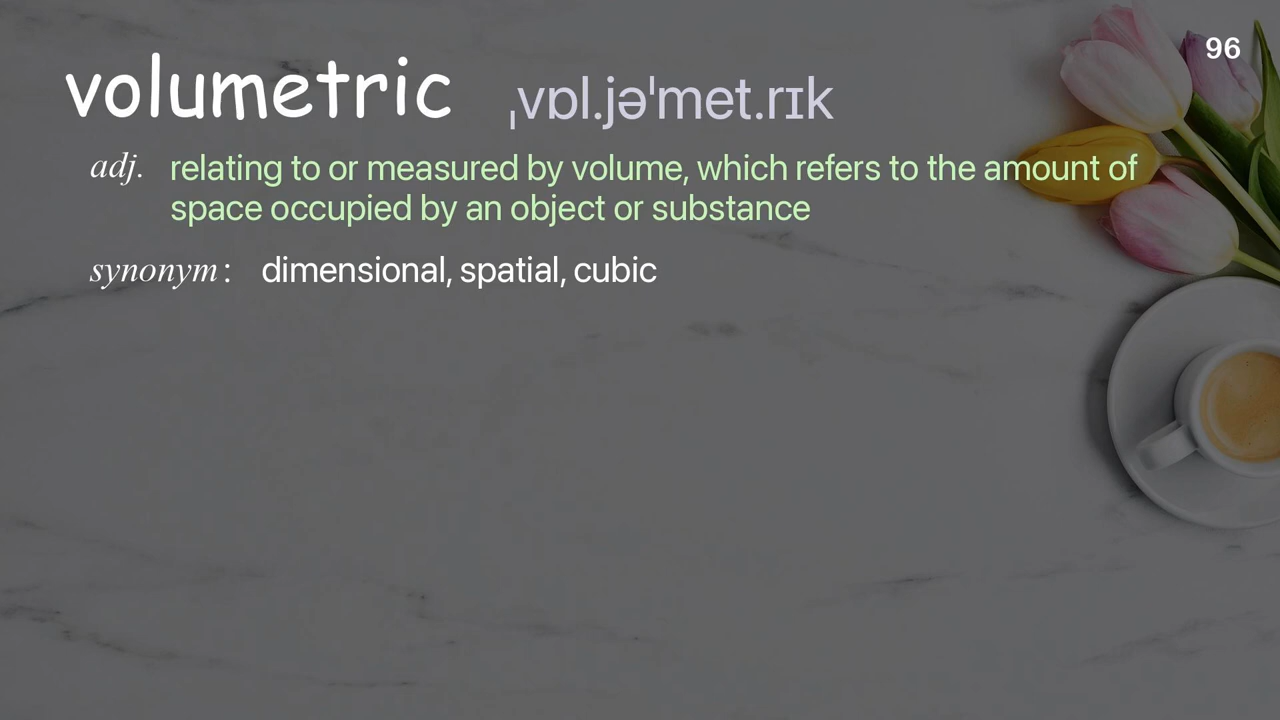 96
volumetric ˌvɒl.jəˈmet.rɪk
adj. relating to or measured by volume, which refers to the amount of
space occupied by an object or substance
synonym : dimensional, spatial, cubic